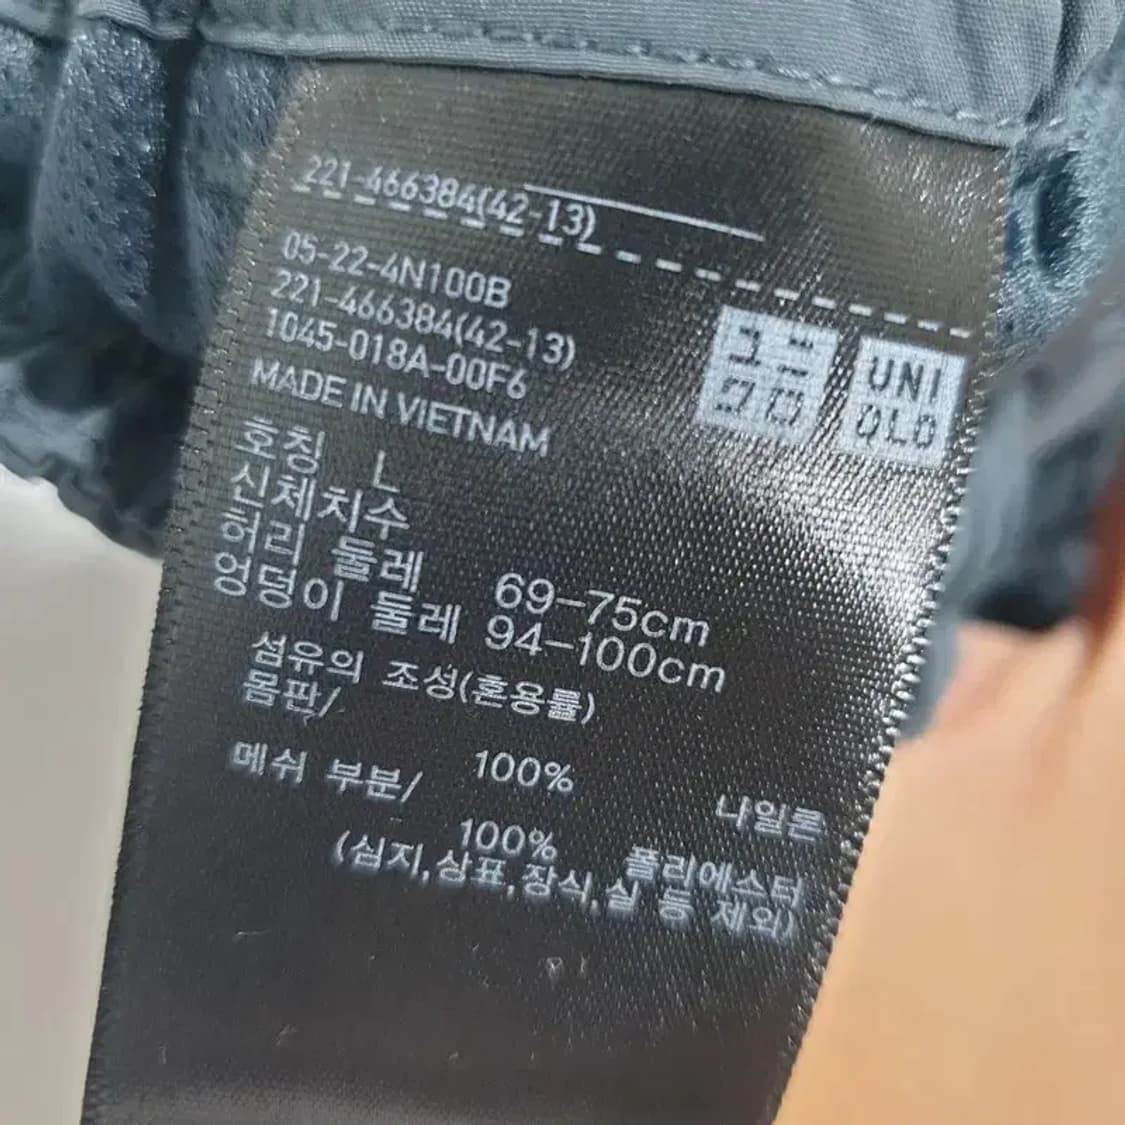 221-466384(42-13)
05-22-4N100B
221-466384(42-13)
1045-018A-00F6
MADE IN VIETNAM
ユニ
クロ
UNI
QLO
호칭 L
신체치수
허리 둘레 69-75cm
엉덩이 둘레 94-100cm
섬유의 조성(혼용률)
몸판/
100% 나일론
메쉬 부분/
100% 폴리에스터
(심지,상표,장식,실 등 제외)